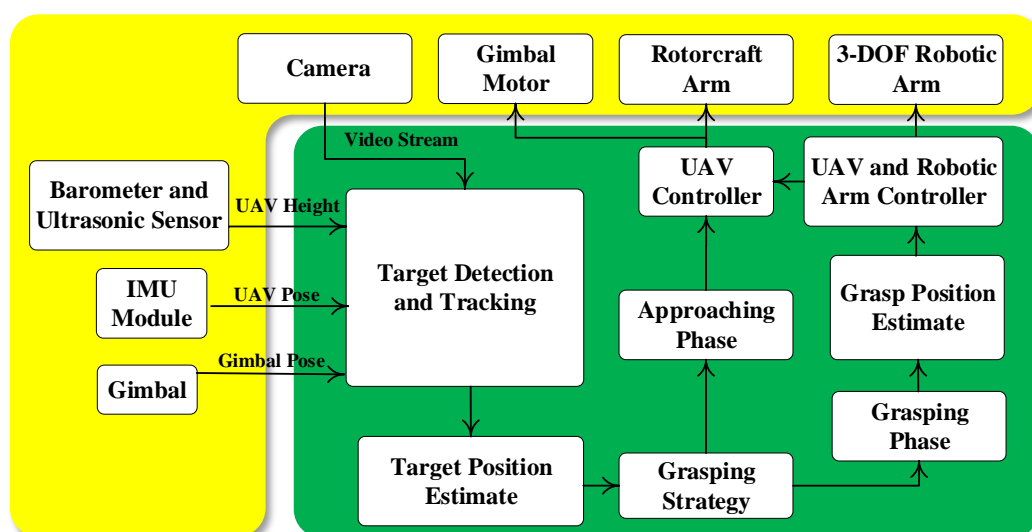 Camera
Gimbal
Motor
Rotorcraft
Arm
3-DOF Robotic
Arm
Video Stream
Barometer and
Ultrasonic Sensor
UAV Height
UAV
Controller
UAV and Robotic
Arm Controller
IMU
Module
UAV Pose
Target Detection
and Tracking
Approaching
Phase
Grasp Position
Estimate
Gimbal
Gimbal Pose
Grasping
Phase
Target Position
Estimate
Grasping
Strategy